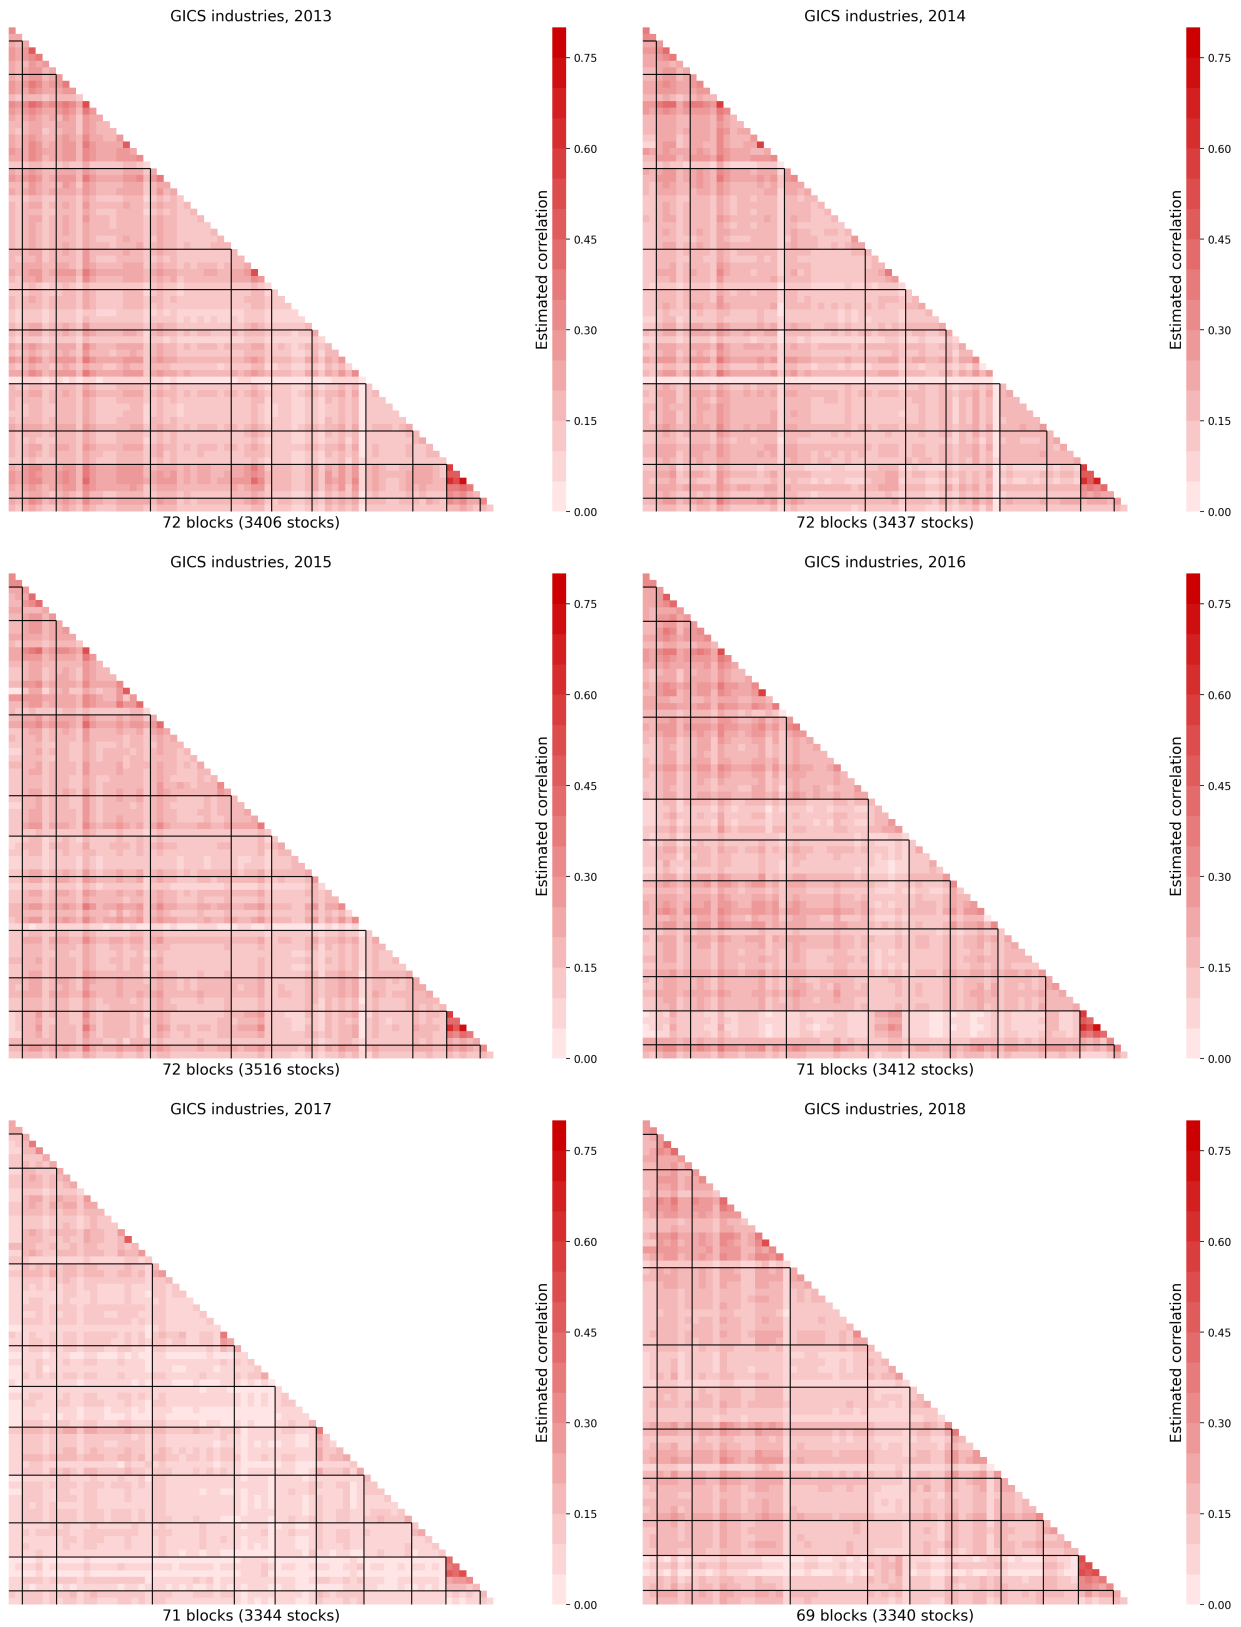 GICS industries, 2013
0.75
0.60
0.45
0.30
0.15
0.00
Estimated correlation
72 blocks (3406 stocks)
GICS industries, 2014
0.75
0.60
0.45
0.30
0.15
0.00
Estimated correlation
72 blocks (3437 stocks)
GICS industries, 2015
0.75
0.60
0.45
0.30
0.15
0.00
Estimated correlation
72 blocks (3516 stocks)
GICS industries, 2016
0.75
0.60
0.45
0.30
0.15
0.00
Estimated correlation
71 blocks (3412 stocks)
GICS industries, 2017
0.75
0.60
0.45
0.30
0.15
0.00
Estimated correlation
71 blocks (3344 stocks)
GICS industries, 2018
0.75
0.60
0.45
0.30
0.15
0.00
Estimated correlation
69 blocks (3340 stocks)